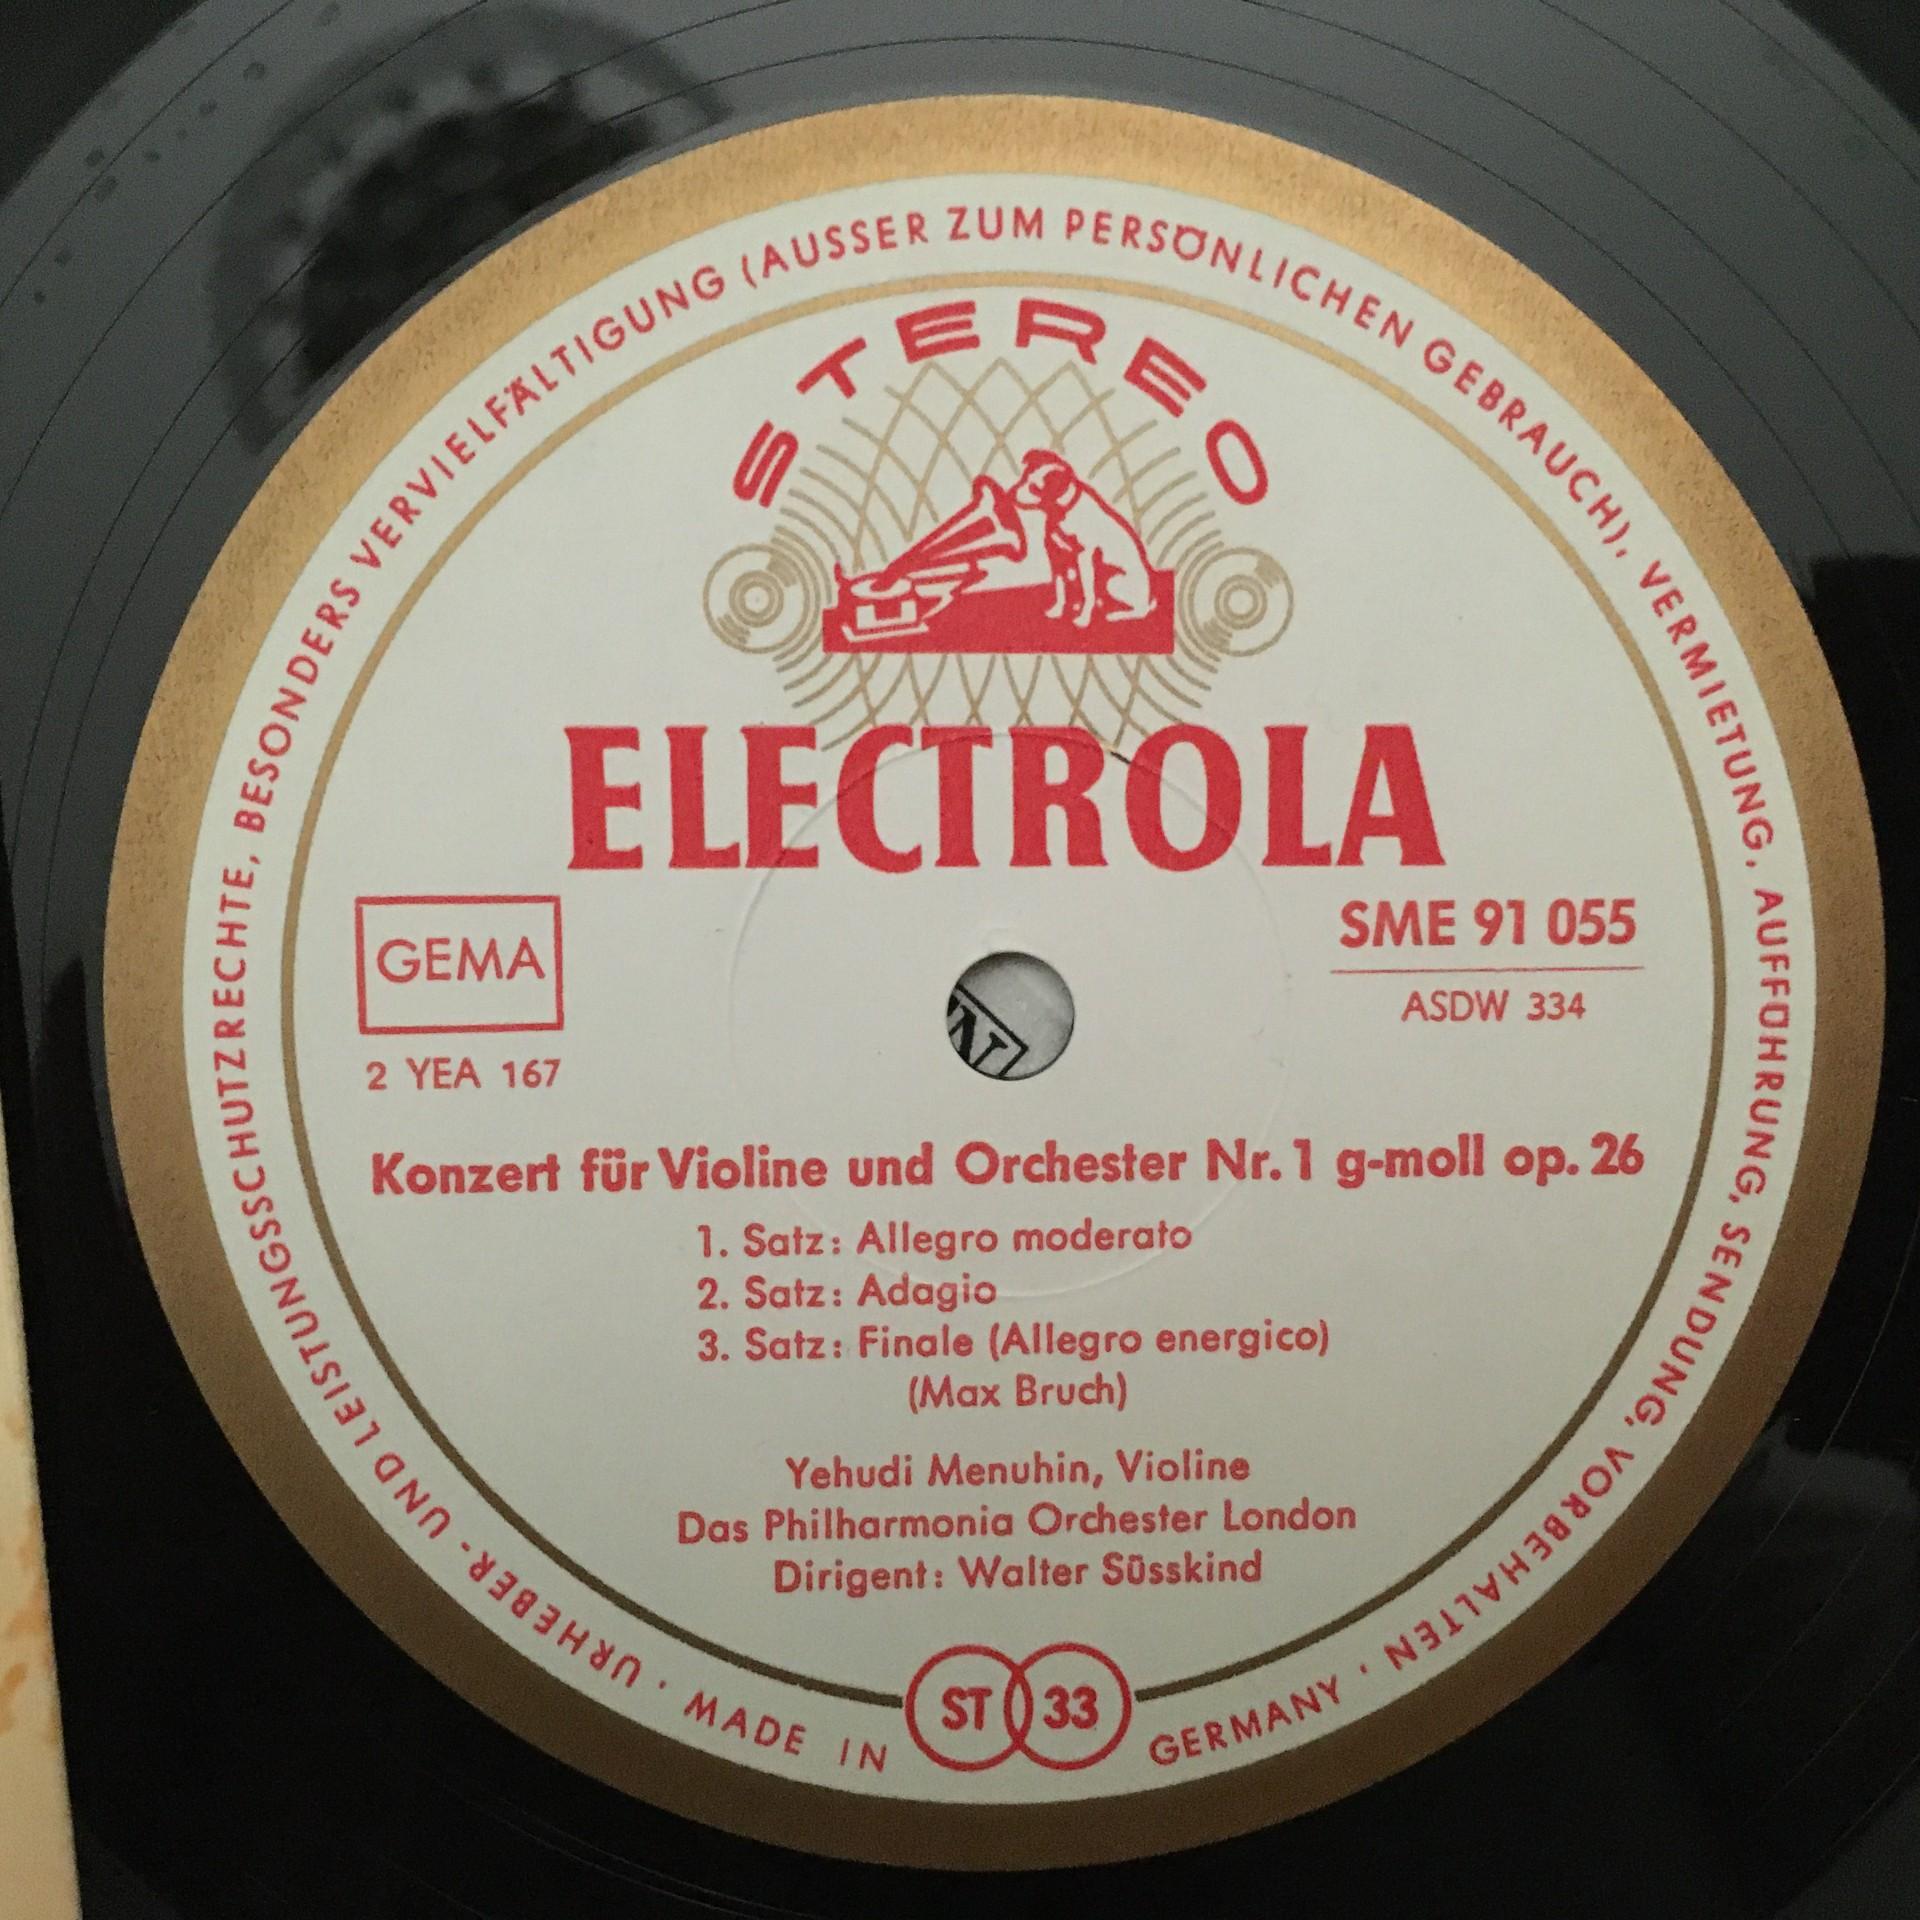 STEREO
ELECTROLA
GEMA
SME 91 055
ASDW 334
2 YEA 167
Konzert für Violine und Orchester Nr. 1 g-moll op. 26
1. Satz: Allegro moderato
2. Satz: Adagio
3. Satz: Finale (Allegro energico)
(Max Bruch)
Yehudi Menuhin, Violine
Das Philharmonia Orchester London
Dirigent: Walter Süsskind
ST 33
MADE IN GERMANY · URHEBER- UND LEISTUNGSSCHUTZRECHTE, BESONDERS VERVIELFÄLTIGUNG (AUSSER ZUM PERSÖNLICHEN GEBRAUCH), VERMIETUNG, AUFFÜHRUNG, SENDUNG, VORBEHALTEN ·